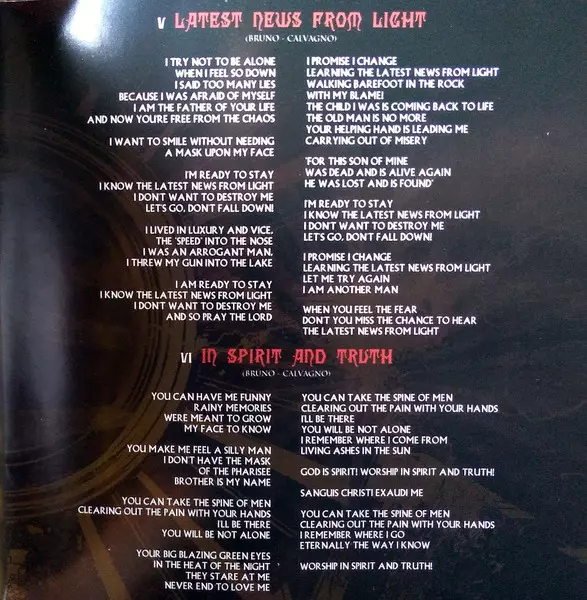 V LATEST NEWS FROM LIGHT
(BRUNO - CALVAGNO)
I TRY NOT TO BE ALONE
WHEN I FEEL SO DOWN
I SAID TOO MANY LIES
BECAUSE I WAS AFRAID OF MYSELF
I AM THE FATHER OF YOUR LIFE
AND NOW YOU'RE FREE FROM THE CHAOS
I WANT TO SMILE WITHOUT NEEDING
A MASK UPON MY FACE
I'M READY TO STAY
I KNOW THE LATEST NEWS FROM LIGHT
I DON'T WANT TO DESTROY ME
LET'S GO, DON'T FALL DOWN!
I LIVED IN LUXURY AND VICE,
THE 'SPEED' INTO THE NOSE
I WAS AN ARROGANT MAN,
I THREW MY GUN INTO THE LAKE
I AM READY TO STAY
I KNOW THE LATEST NEWS FROM LIGHT
I DON'T WANT TO DESTROY ME
AND SO PRAY THE LORD
I PROMISE I CHANGE
LEARNING THE LATEST NEWS FROM LIGHT
WALKING BAREFOOT IN THE ROCK
WITH MY BLAME!
THE CHILD I WAS IS COMING BACK TO LIFE
THE OLD MAN IS NO MORE
YOUR HELPING HAND IS LEADING ME
CARRYING OUT OF MISERY
'FOR THIS SON OF MINE
WAS DEAD AND IS ALIVE AGAIN
HE WAS LOST AND IS FOUND'
I'M READY TO STAY
I KNOW THE LATEST NEWS FROM LIGHT
I DON'T WANT TO DESTROY ME
LET'S GO, DON'T FALL DOWN!
I PROMISE I CHANGE
LEARNING THE LATEST NEWS FROM LIGHT
LET ME TRY AGAIN
I AM ANOTHER MAN
WHEN YOU FEEL THE FEAR
DON'T YOU MISS THE CHANCE TO HEAR
THE LATEST NEWS FROM LIGHT
VI IN SPIRIT AND TRUTH
(BRUNO - CALVAGNO)
YOU CAN HAVE ME FUNNY
RAINY MEMORIES
WERE MEANT TO GROW
MY FACE TO KNOW
YOU MAKE ME FEEL A SILLY MAN
I DON'T HAVE THE MASK
OF THE PHARISEE
BROTHER IS MY NAME
YOU CAN TAKE THE SPINE OF MEN
CLEARING OUT THE PAIN WITH YOUR HANDS
I'LL BE THERE
YOU WILL BE NOT ALONE
YOUR BIG BLAZING GREEN EYES
IN THE HEAT OF THE NIGHT
THEY STARE AT ME
NEVER END TO LOVE ME
YOU CAN TAKE THE SPINE OF MEN
CLEARING OUT THE PAIN WITH YOUR HANDS
I'LL BE THERE
YOU WILL BE NOT ALONE
I REMEMBER WHERE I COME FROM
LIVING ASHES IN THE SUN
GOD IS SPIRIT! WORSHIP IN SPIRIT AND TRUTH!
SANGUIS CHRISTI EXAUDI ME
YOU CAN TAKE THE SPINE OF MEN
CLEARING OUT THE PAIN WITH YOUR HANDS
I REMEMBER WHERE I GO
ETERNALLY THE WAY I KNOW
WORSHIP IN SPIRIT AND TRUTH!